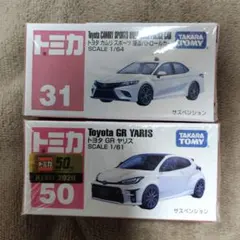 トミカ
Toyota CAMRY SPORTS
トヨタ カムリスポーツ
SCALE 1/64
TAKARA
TOMY
31
サスペンション
トミカ
Toyota GR YARIS
トヨタ GR ヤリス
SCALE 1/61
TAKARA
TOMY
50
50
サスペンション